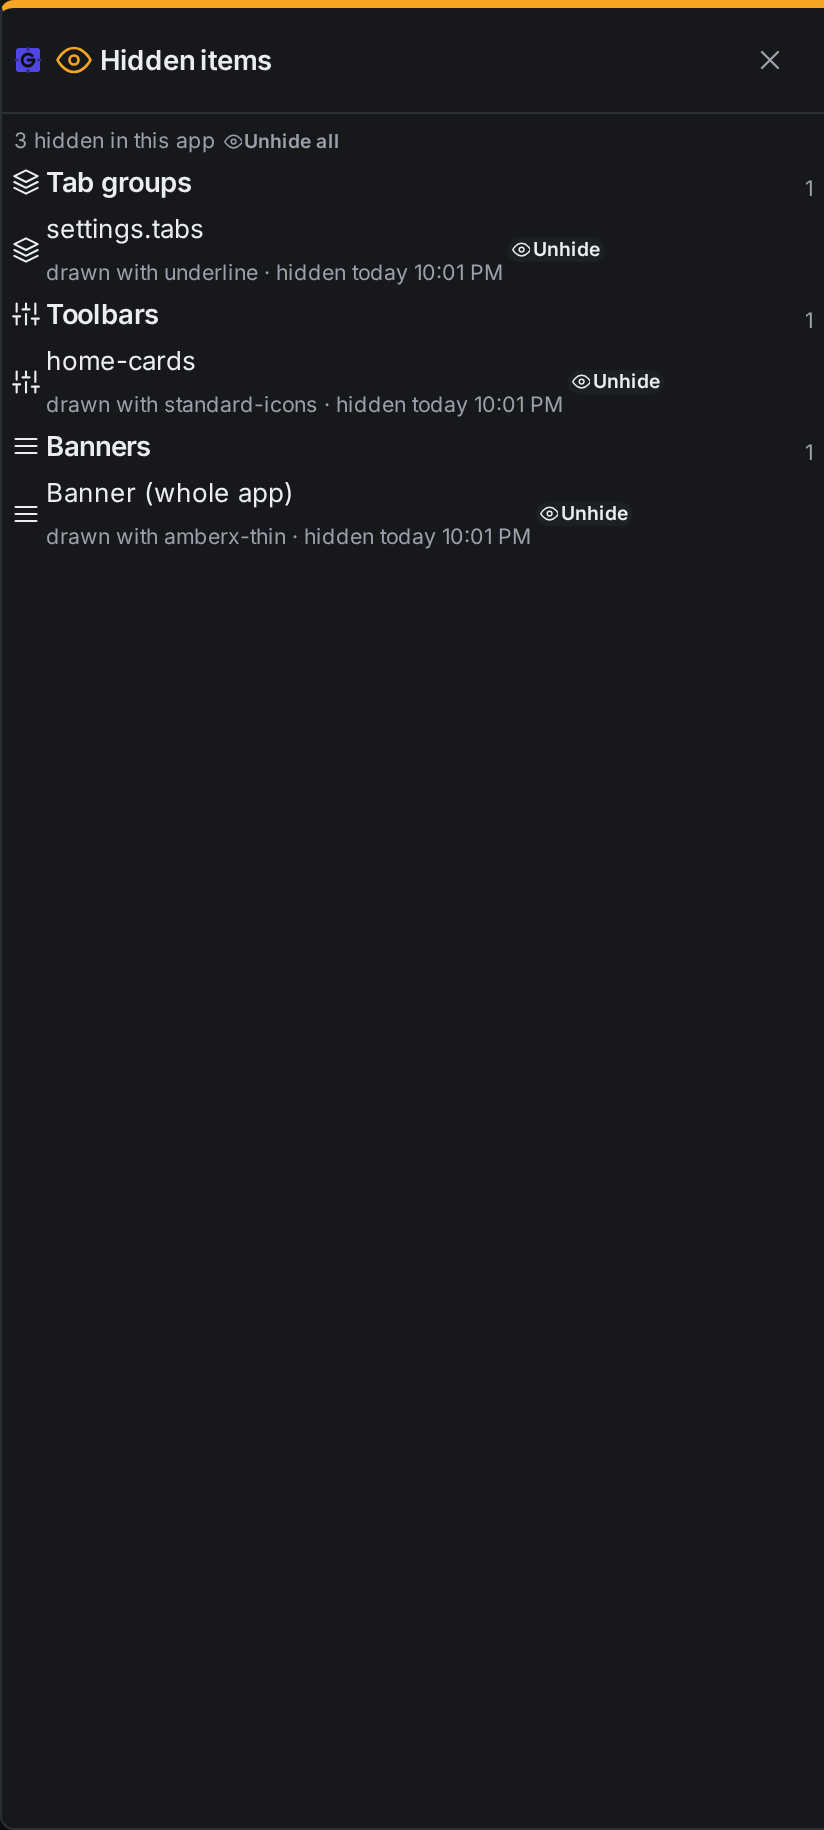 G Hidden items
3 hidden in this app Unhide all
Tab groups 1
settings.tabs
drawn with underline · hidden today 10:01 PM Unhide
Toolbars 1
home-cards
drawn with standard-icons · hidden today 10:01 PM Unhide
Banners 1
Banner (whole app)
drawn with amberx-thin · hidden today 10:01 PM Unhide